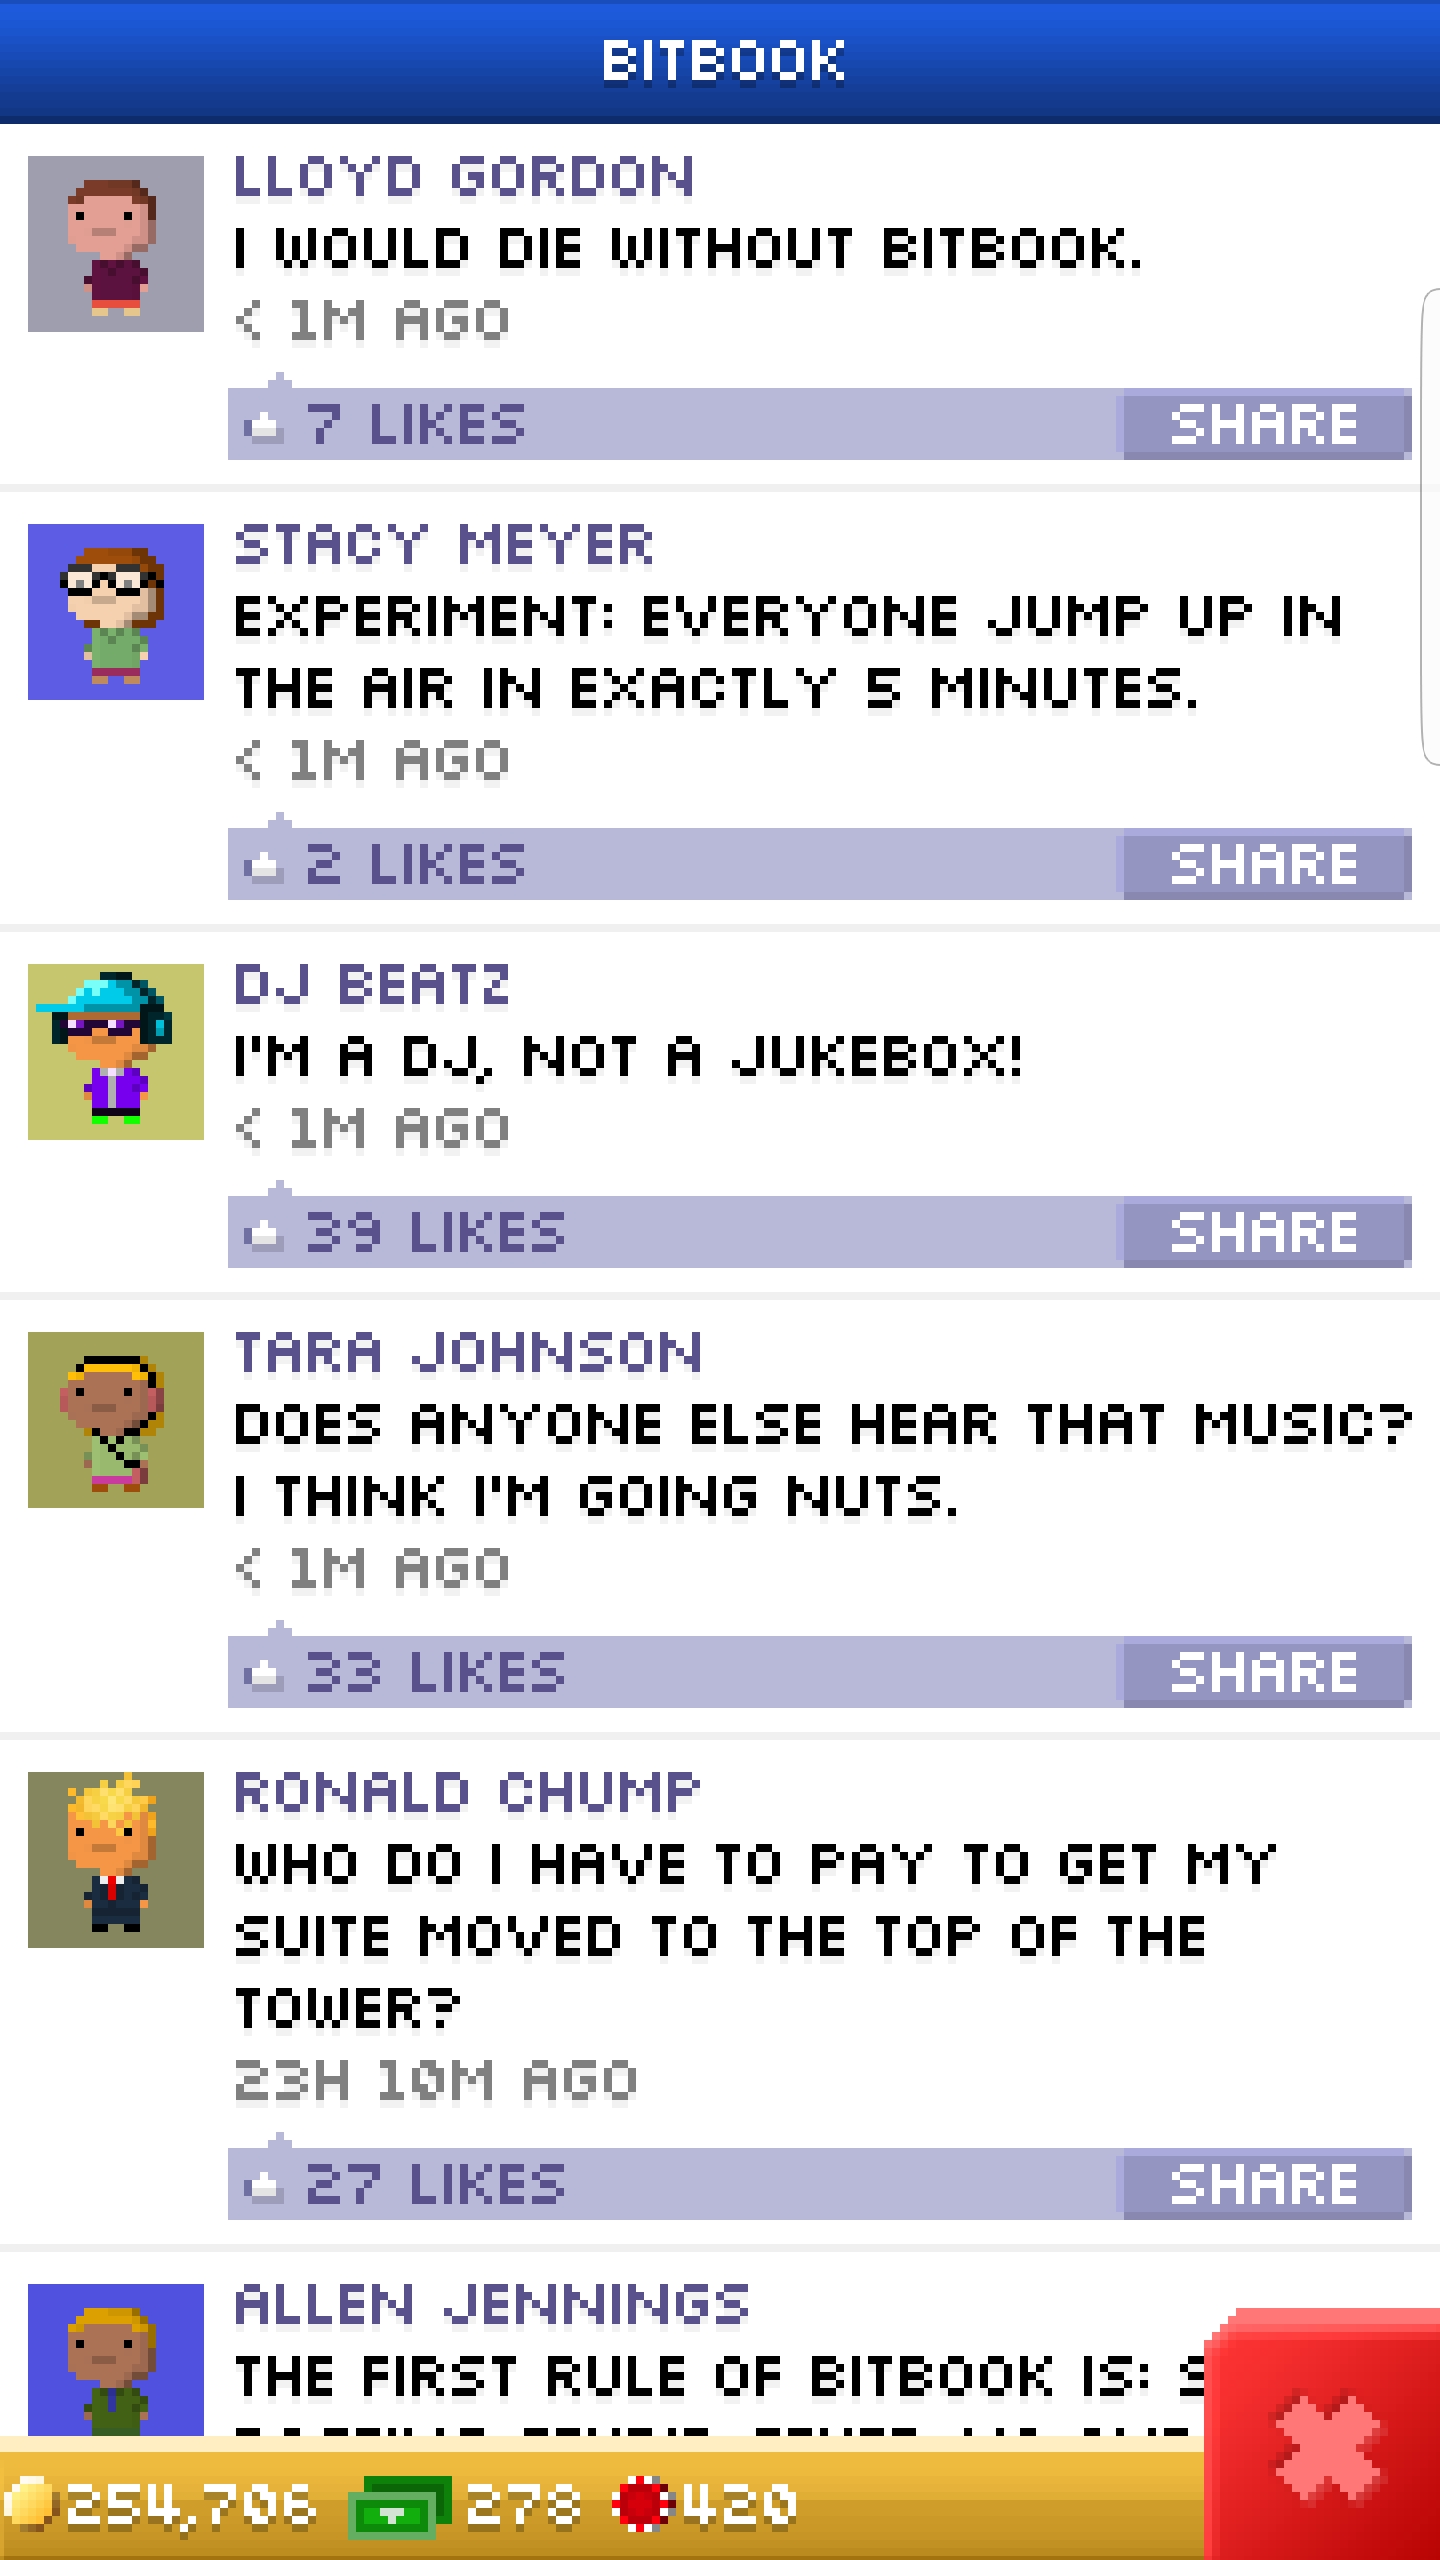 BITBOOK
LLOYD GORDON
I WOULD DIE WITHOUT BITBOOK.
< 1M AGO
7 LIKES
SHARE
STACY MEYER
EXPERIMENT: EVERYONE JUMP UP IN
THE AIR IN EXACTLY 5 MINUTES.
< 1M AGO
2 LIKES
SHARE
DJ BEATZ
I'M A DJ, NOT A JUKEBOX!
< 1M AGO
39 LIKES
SHARE
TARA JOHNSON
DOES ANYONE ELSE HEAR THAT MUSIC?
I THINK I'M GOING NUTS.
< 1M AGO
33 LIKES
SHARE
RONALD CHUMP
WHO DO I HAVE TO PAY TO GET MY
SUITE MOVED TO THE TOP OF THE
TOWER?
23H 10M AGO
27 LIKES
SHARE
ALLEN JENNINGS
THE FIRST RULE OF BITBOOK IS:
254,706 278 420